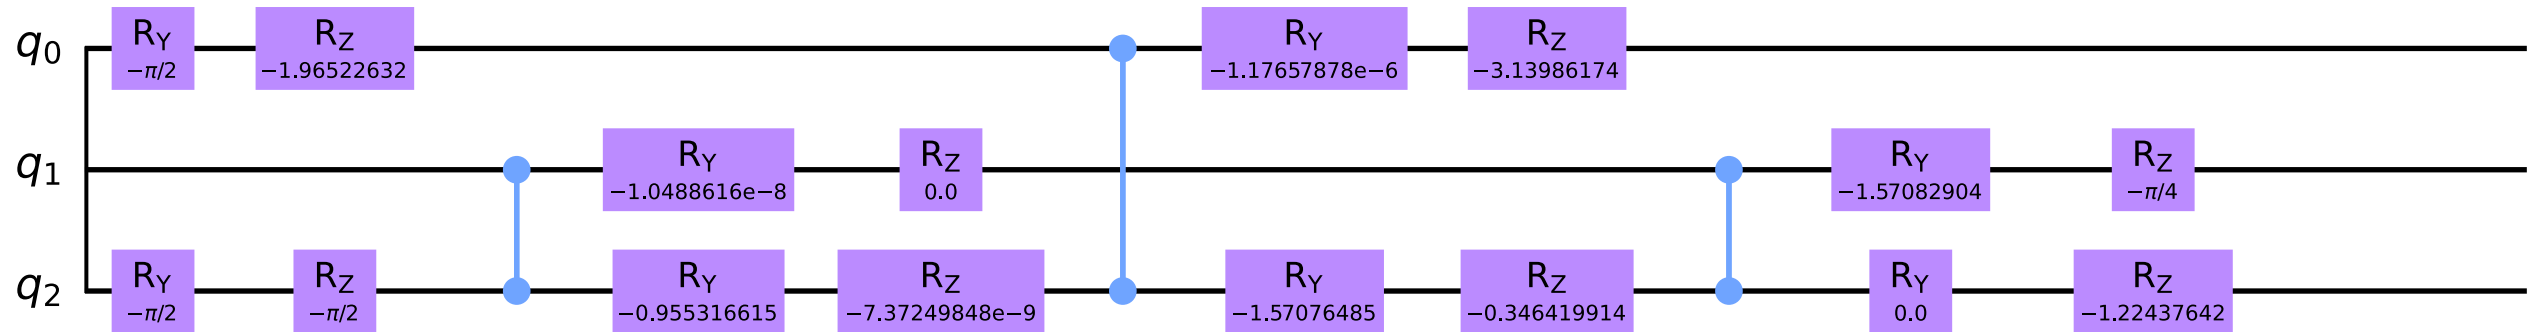 q0 RY RZ RY RZ
−π/2 −1.96522632 −1.17657878e−6 −3.13986174
q1 RY RZ RY RZ
−1.0488616e−8 0.0 −1.57082904 −π/4
q2 RY RZ RY RZ RY RZ RY RZ
−π/2 −π/2 −0.955316615 −7.37249848e−9 −1.57076485 −0.346419914 0.0 −1.22437642